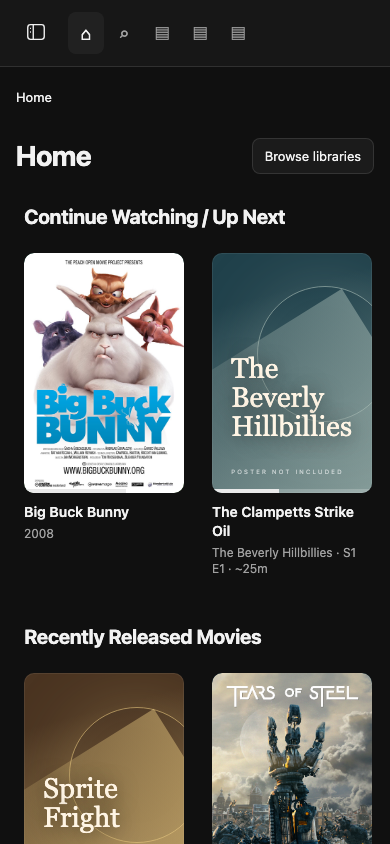 Home
Home
Browse libraries
Continue Watching / Up Next
THE PEACH OPEN MOVIE PROJECT PRESENTS
Big Buck
BUNNY
WWW.BIGBUCKBUNNY.ORG
The
Beverly
Hillbillies
POSTER NOT INCLUDED
Big Buck Bunny
2008
The Clampetts Strike
Oil
The Beverly Hillbillies · S1
E1 · ~25m
Recently Released Movies
Sprite
Fright
TEARS OF STEEL